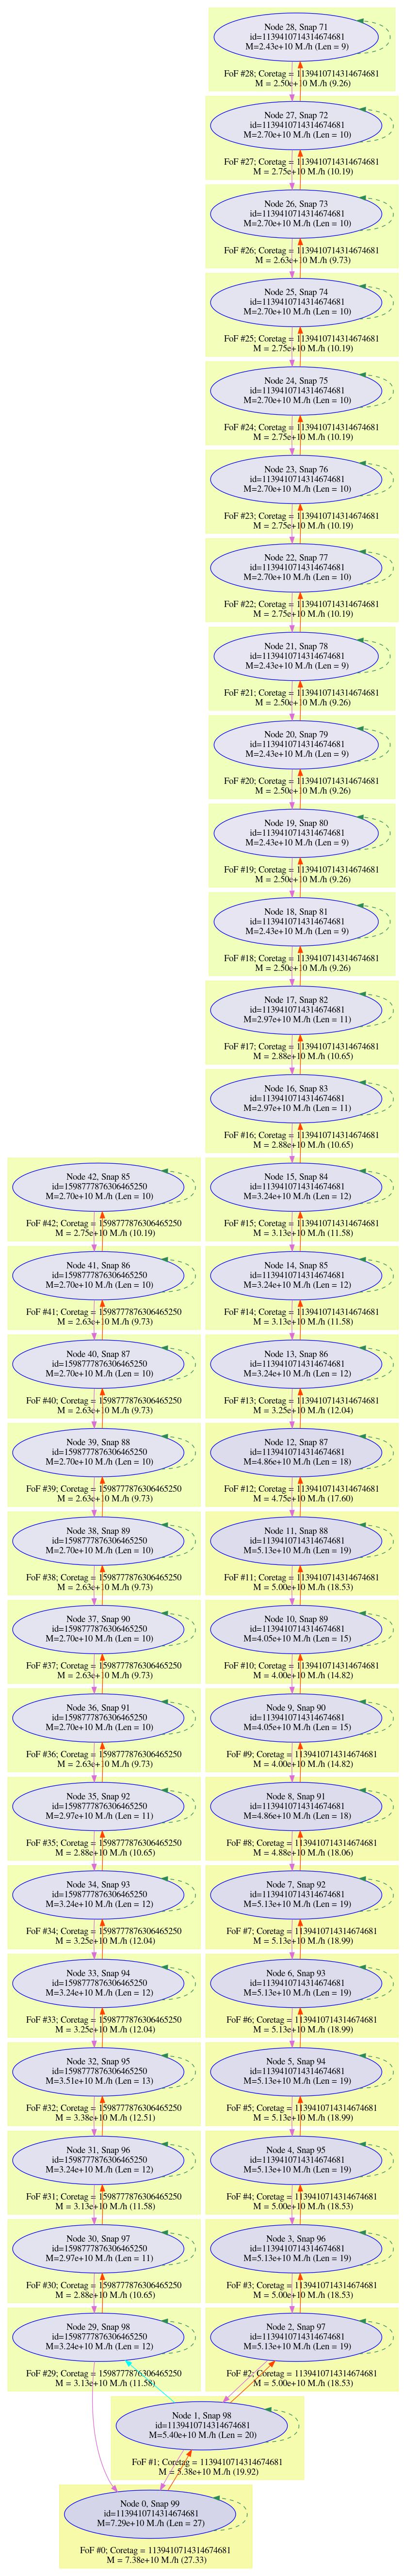 Node 28, Snap 71
id=1139410714314674681
M=2.43e+10 M./h (Len = 9)
FoF #28; Coretag = 1139410714314674681
M = 2.50e+10 M./h (9.26)
Node 27, Snap 72
id=1139410714314674681
M=2.70e+10 M./h (Len = 10)
FoF #27; Coretag = 1139410714314674681
M = 2.75e+10 M./h (10.19)
Node 26, Snap 73
id=1139410714314674681
M=2.70e+10 M./h (Len = 10)
FoF #26; Coretag = 1139410714314674681
M = 2.63e+10 M./h (9.73)
Node 25, Snap 74
id=1139410714314674681
M=2.70e+10 M./h (Len = 10)
FoF #25; Coretag = 1139410714314674681
M = 2.75e+10 M./h (10.19)
Node 24, Snap 75
id=1139410714314674681
M=2.70e+10 M./h (Len = 10)
FoF #24; Coretag = 1139410714314674681
M = 2.75e+10 M./h (10.19)
Node 23, Snap 76
id=1139410714314674681
M=2.70e+10 M./h (Len = 10)
FoF #23; Coretag = 1139410714314674681
M = 2.75e+10 M./h (10.19)
Node 22, Snap 77
id=1139410714314674681
M=2.70e+10 M./h (Len = 10)
FoF #22; Coretag = 1139410714314674681
M = 2.75e+10 M./h (10.19)
Node 21, Snap 78
id=1139410714314674681
M=2.43e+10 M./h (Len = 9)
FoF #21; Coretag = 1139410714314674681
M = 2.50e+10 M./h (9.26)
Node 20, Snap 79
id=1139410714314674681
M=2.43e+10 M./h (Len = 9)
FoF #20; Coretag = 1139410714314674681
M = 2.50e+10 M./h (9.26)
Node 19, Snap 80
id=1139410714314674681
M=2.43e+10 M./h (Len = 9)
FoF #19; Coretag = 1139410714314674681
M = 2.50e+10 M./h (9.26)
Node 18, Snap 81
id=1139410714314674681
M=2.43e+10 M./h (Len = 9)
FoF #18; Coretag = 1139410714314674681
M = 2.50e+10 M./h (9.26)
Node 17, Snap 82
id=1139410714314674681
M=2.97e+10 M./h (Len = 11)
FoF #17; Coretag = 1139410714314674681
M = 2.88e+10 M./h (10.65)
Node 16, Snap 83
id=1139410714314674681
M=2.97e+10 M./h (Len = 11)
FoF #16; Coretag = 1139410714314674681
M = 2.88e+10 M./h (10.65)
Node 42, Snap 85
id=1598777876306465250
M=2.70e+10 M./h (Len = 10)
FoF #42; Coretag = 1598777876306465250
M = 2.75e+10 M./h (10.19)
Node 15, Snap 84
id=1139410714314674681
M=3.24e+10 M./h (Len = 12)
FoF #15; Coretag = 1139410714314674681
M = 3.13e+10 M./h (11.58)
Node 41, Snap 86
id=1598777876306465250
M=2.70e+10 M./h (Len = 10)
FoF #41; Coretag = 1598777876306465250
M = 2.63e+10 M./h (9.73)
Node 14, Snap 85
id=1139410714314674681
M=3.24e+10 M./h (Len = 12)
FoF #14; Coretag = 1139410714314674681
M = 3.13e+10 M./h (11.58)
Node 40, Snap 87
id=1598777876306465250
M=2.70e+10 M./h (Len = 10)
FoF #40; Coretag = 1598777876306465250
M = 2.63e+10 M./h (9.73)
Node 13, Snap 86
id=1139410714314674681
M=3.24e+10 M./h (Len = 12)
FoF #13; Coretag = 1139410714314674681
M = 3.25e+10 M./h (12.04)
Node 39, Snap 88
id=1598777876306465250
M=2.70e+10 M./h (Len = 10)
FoF #39; Coretag = 1598777876306465250
M = 2.63e+10 M./h (9.73)
Node 12, Snap 87
id=1139410714314674681
M=4.86e+10 M./h (Len = 18)
FoF #12; Coretag = 1139410714314674681
M = 4.75e+10 M./h (17.60)
Node 38, Snap 89
id=1598777876306465250
M=2.70e+10 M./h (Len = 10)
FoF #38; Coretag = 1598777876306465250
M = 2.63e+10 M./h (9.73)
Node 11, Snap 88
id=1139410714314674681
M=5.13e+10 M./h (Len = 19)
FoF #11; Coretag = 1139410714314674681
M = 5.00e+10 M./h (18.53)
Node 37, Snap 90
id=1598777876306465250
M=2.70e+10 M./h (Len = 10)
FoF #37; Coretag = 1598777876306465250
M = 2.63e+10 M./h (9.73)
Node 10, Snap 89
id=1139410714314674681
M=4.05e+10 M./h (Len = 15)
FoF #10; Coretag = 1139410714314674681
M = 4.00e+10 M./h (14.82)
Node 36, Snap 91
id=1598777876306465250
M=2.70e+10 M./h (Len = 10)
FoF #36; Coretag = 1598777876306465250
M = 2.63e+10 M./h (9.73)
Node 9, Snap 90
id=1139410714314674681
M=4.05e+10 M./h (Len = 15)
FoF #9; Coretag = 1139410714314674681
M = 4.00e+10 M./h (14.82)
Node 35, Snap 92
id=1598777876306465250
M=2.97e+10 M./h (Len = 11)
FoF #35; Coretag = 1598777876306465250
M = 2.88e+10 M./h (10.65)
Node 8, Snap 91
id=1139410714314674681
M=4.86e+10 M./h (Len = 18)
FoF #8; Coretag = 1139410714314674681
M = 4.88e+10 M./h (18.06)
Node 34, Snap 93
id=1598777876306465250
M=3.24e+10 M./h (Len = 12)
FoF #34; Coretag = 1598777876306465250
M = 3.25e+10 M./h (12.04)
Node 7, Snap 92
id=1139410714314674681
M=5.13e+10 M./h (Len = 19)
FoF #7; Coretag = 1139410714314674681
M = 5.13e+10 M./h (18.99)
Node 33, Snap 94
id=1598777876306465250
M=3.24e+10 M./h (Len = 12)
FoF #33; Coretag = 1598777876306465250
M = 3.25e+10 M./h (12.04)
Node 6, Snap 93
id=1139410714314674681
M=5.13e+10 M./h (Len = 19)
FoF #6; Coretag = 1139410714314674681
M = 5.13e+10 M./h (18.99)
Node 32, Snap 95
id=1598777876306465250
M=3.51e+10 M./h (Len = 13)
FoF #32; Coretag = 1598777876306465250
M = 3.38e+10 M./h (12.51)
Node 5, Snap 94
id=1139410714314674681
M=5.13e+10 M./h (Len = 19)
FoF #5; Coretag = 1139410714314674681
M = 5.13e+10 M./h (18.99)
Node 31, Snap 96
id=1598777876306465250
M=3.24e+10 M./h (Len = 12)
FoF #31; Coretag = 1598777876306465250
M = 3.13e+10 M./h (11.58)
Node 4, Snap 95
id=1139410714314674681
M=5.13e+10 M./h (Len = 19)
FoF #4; Coretag = 1139410714314674681
M = 5.00e+10 M./h (18.53)
Node 30, Snap 97
id=1598777876306465250
M=2.97e+10 M./h (Len = 11)
FoF #30; Coretag = 1598777876306465250
M = 2.88e+10 M./h (10.65)
Node 3, Snap 96
id=1139410714314674681
M=5.13e+10 M./h (Len = 19)
FoF #3; Coretag = 1139410714314674681
M = 5.00e+10 M./h (18.53)
Node 29, Snap 98
id=1598777876306465250
M=3.24e+10 M./h (Len = 12)
FoF #29; Coretag = 1598777876306465250
M = 3.13e+10 M./h (11.58)
Node 2, Snap 97
id=1139410714314674681
M=5.13e+10 M./h (Len = 19)
FoF #2; Coretag = 1139410714314674681
M = 5.00e+10 M./h (18.53)
Node 1, Snap 98
id=1139410714314674681
M=5.40e+10 M./h (Len = 20)
FoF #1; Coretag = 1139410714314674681
M = 5.38e+10 M./h (19.92)
Node 0, Snap 99
id=1139410714314674681
M=7.29e+10 M./h (Len = 27)
FoF #0; Coretag = 1139410714314674681
M = 7.38e+10 M./h (27.33)